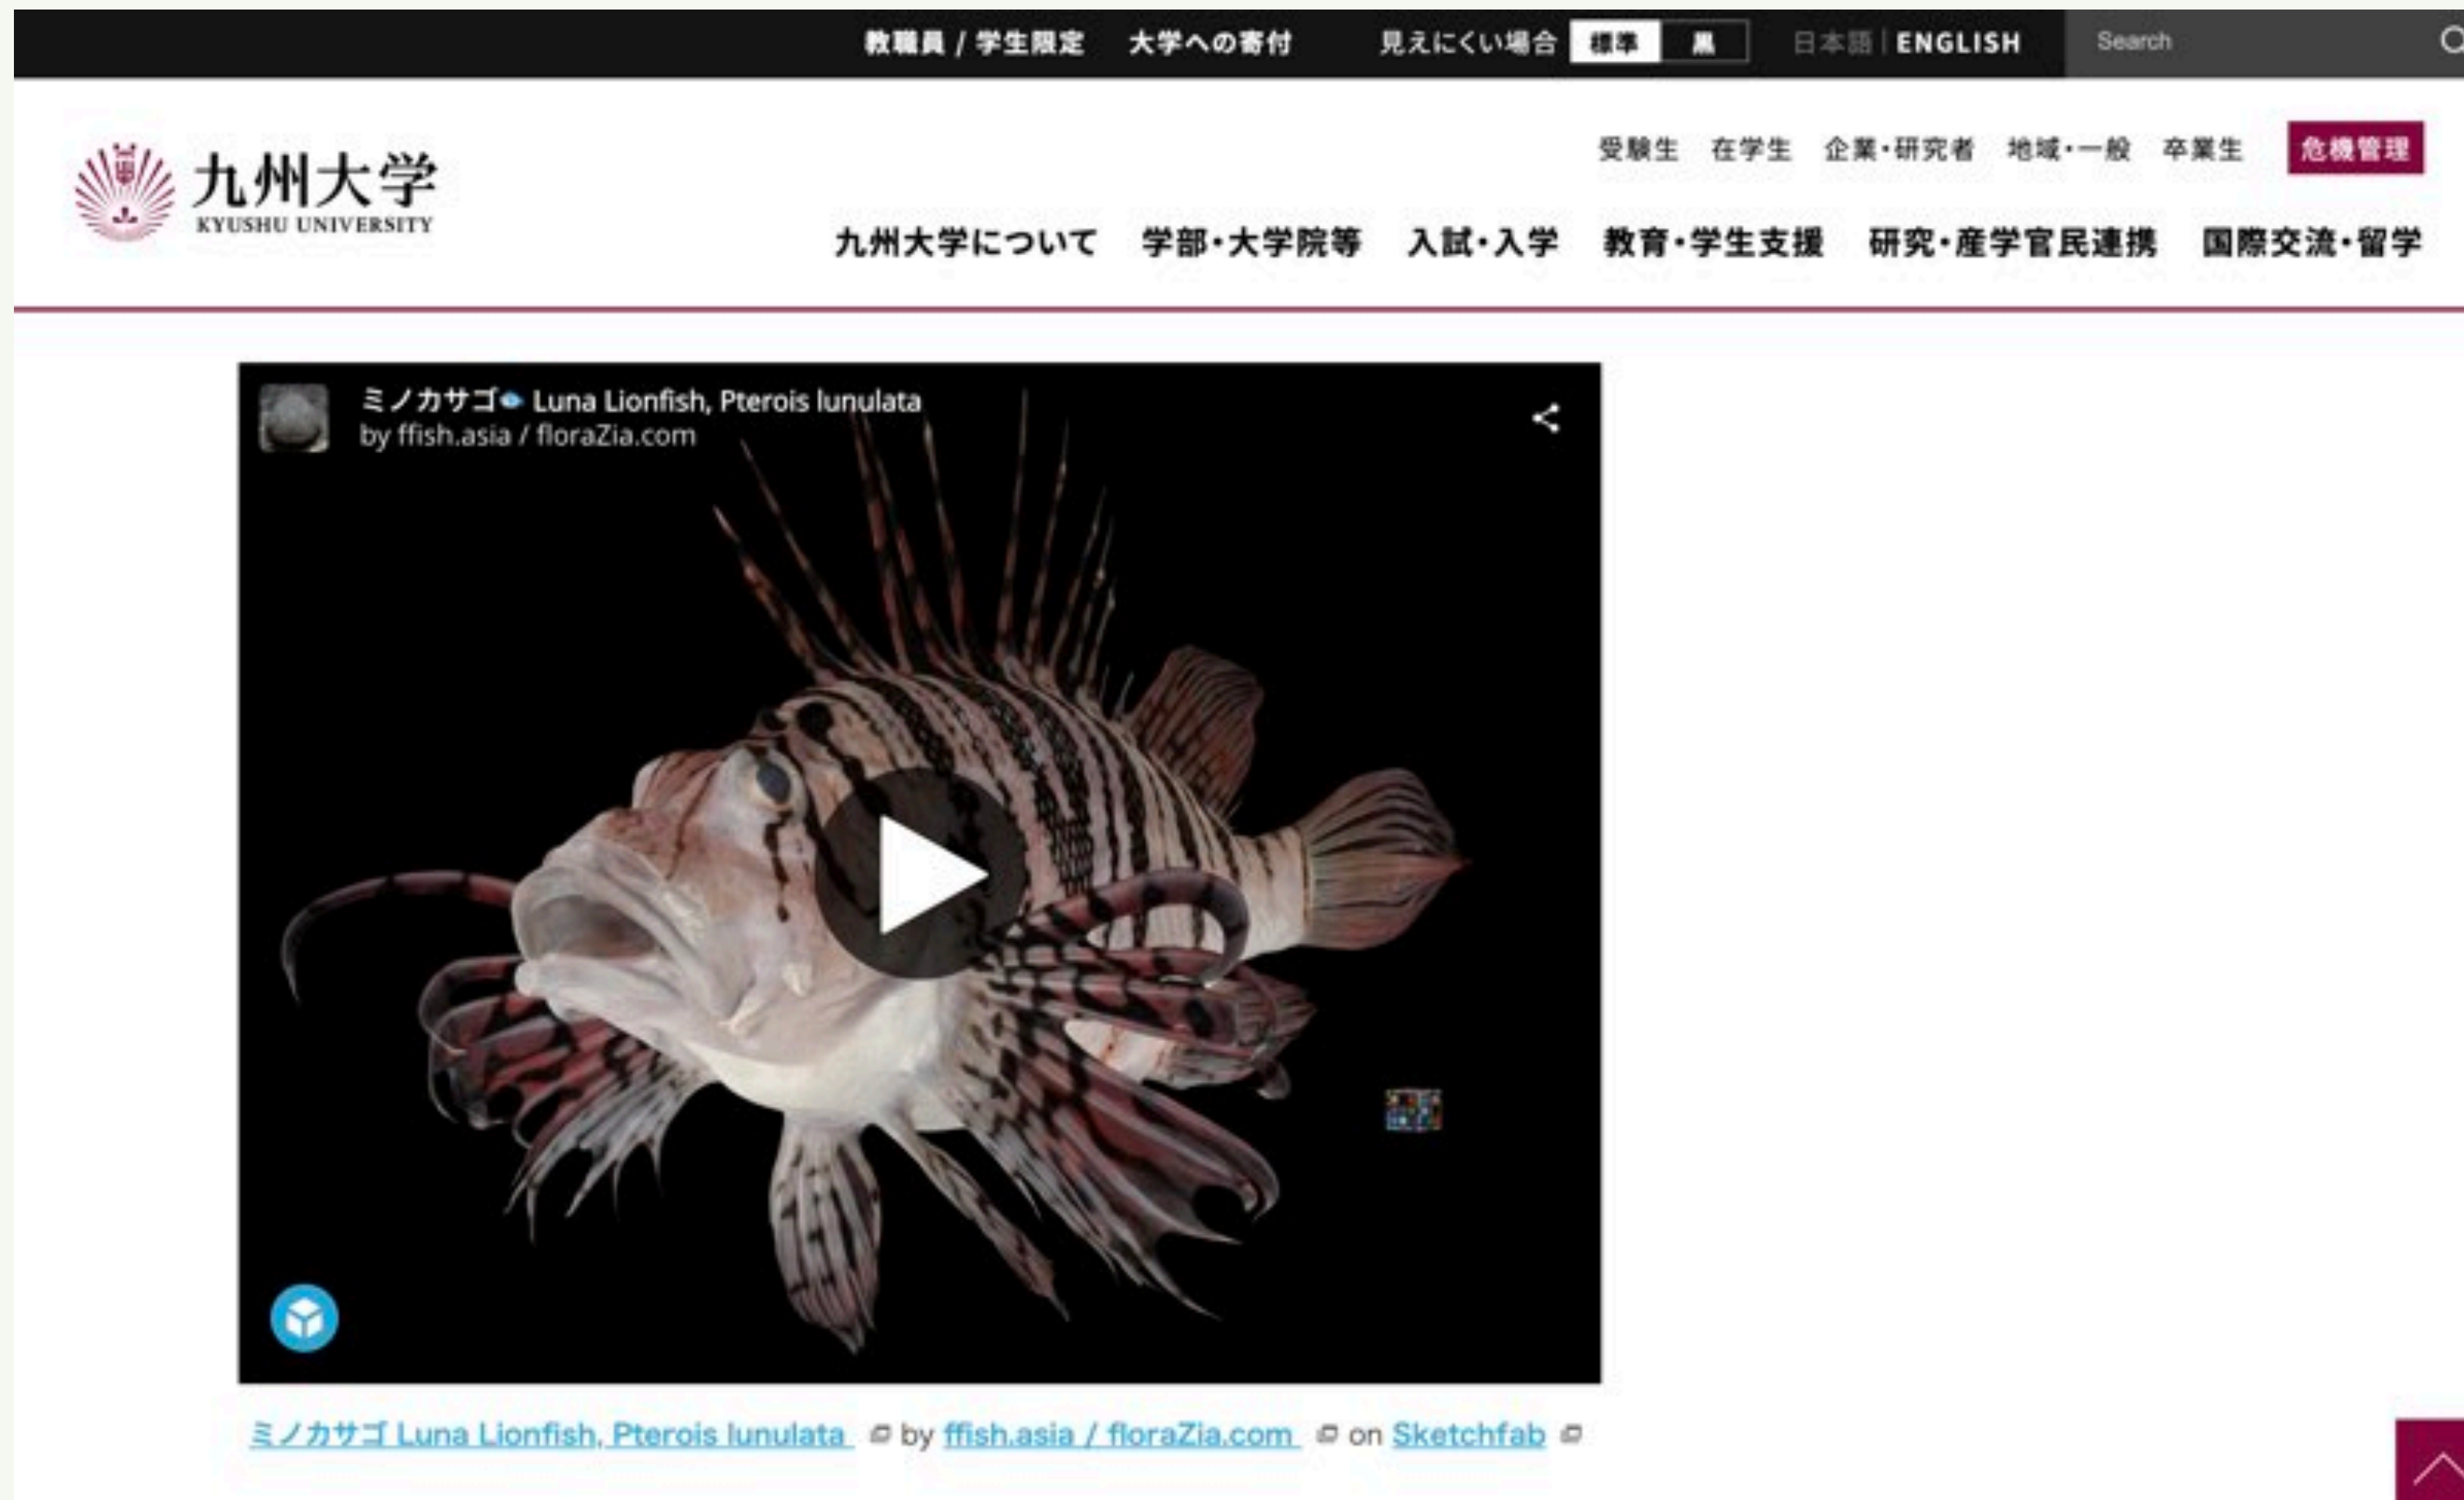 教職員 / 学生限定 大学への寄付 見えにくい場合 標準 黒 日本語 | ENGLISH Search
受験生 在学生 企業・研究者 地域・一般 卒業生 危機管理
九州大学
KYUSHU UNIVERSITY
九州大学について 学部・大学院等 入試・入学 教育・学生支援 研究・産学官民連携 国際交流・留学
ミノカサゴ Luna Lionfish, Pterois lunulata
by ffish.asia / floraZia.com
ミノカサゴ Luna Lionfish, Pterois lunulata by ffish.asia / floraZia.com on Sketchfab